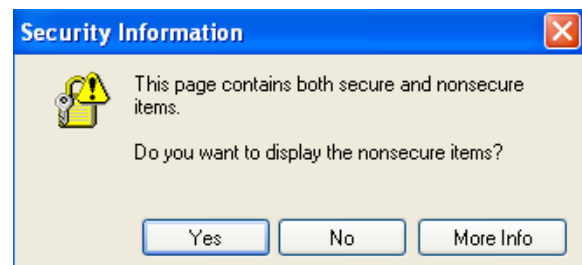 Security Information
This page contains both secure and nonsecure
items.
Do you want to display the nonsecure items?
Yes No More Info